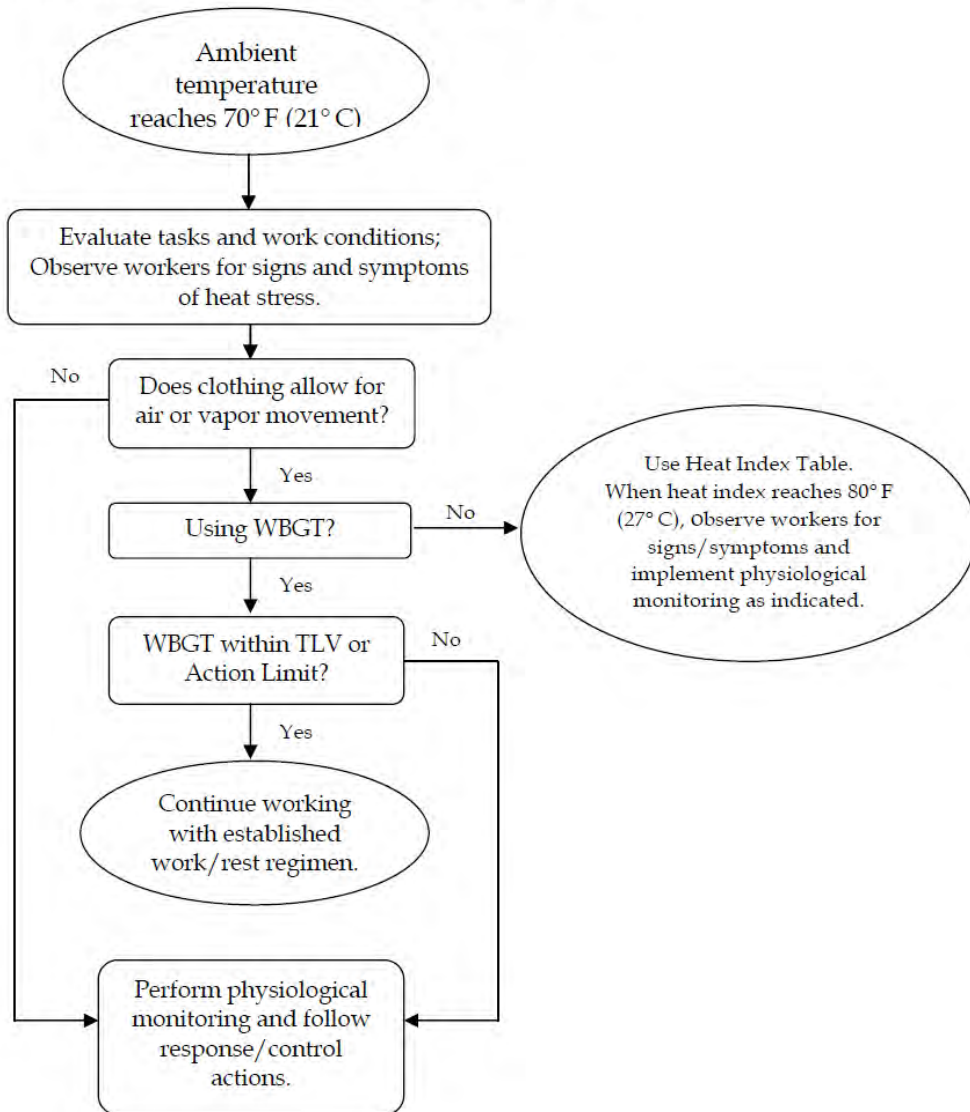 Ambient
temperature
reaches 70° F (21° C)
Evaluate tasks and work conditions;
Observe workers for signs and symptoms
of heat stress.
No
Does clothing allow for
air or vapor movement?
Yes
Using WBGT?
No
Use Heat Index Table.
When heat index reaches 80° F
(27° C), Observe workers for
signs/symptoms and
implement physiological
monitoring as indicated.
Yes
WBGT within TLV or
Action Limit?
No
Yes
Continue working
with established
work/rest regimen.
Perform physiological
monitoring and follow
response/control
actions.